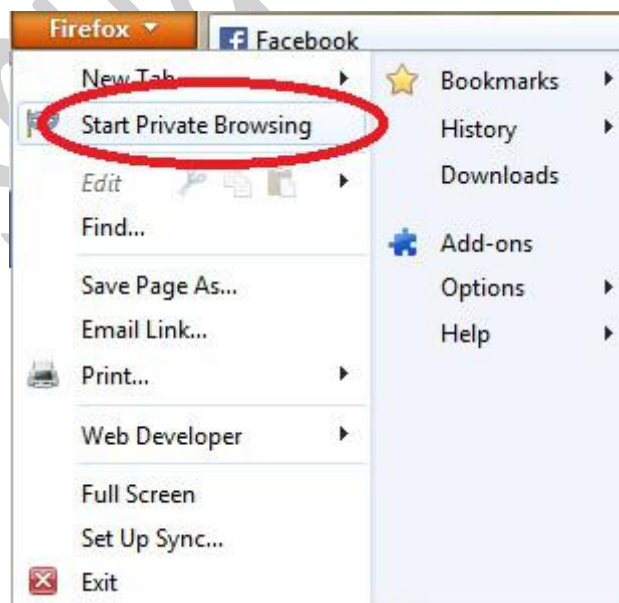 Firefox
Facebook
New Tab
Start Private Browsing
Edit
Find...
Save Page As...
Email Link...
Print...
Web Developer
Full Screen
Set Up Sync...
Exit
Bookmarks
History
Downloads
Add-ons
Options
Help